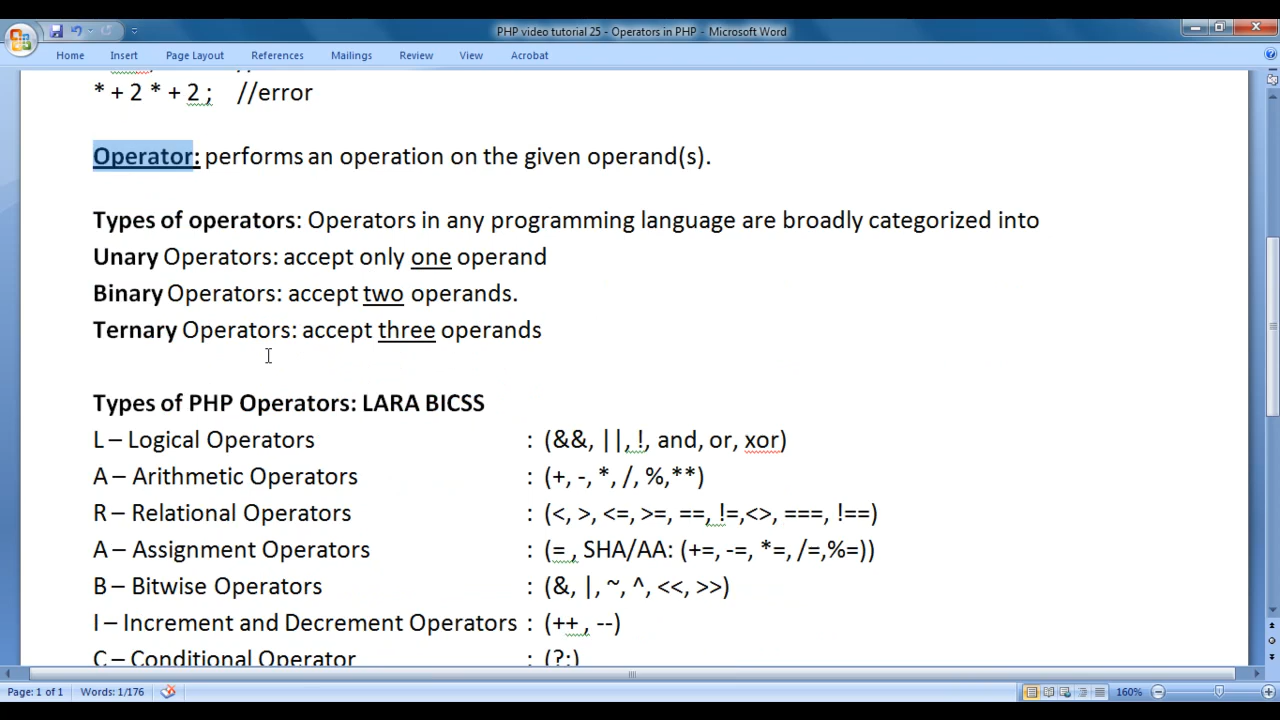 PHP video tutorial 25 - Operators in PHP - Microsoft Word
Home Insert Page Layout References Mailings Review View Acrobat
* + 2 * + 2 ; //error
Operator: performs an operation on the given operand(s).
Types of operators: Operators in any programming language are broadly categorized into
Unary Operators: accept only one operand
Binary Operators: accept two operands.
Ternary Operators: accept three operands
Types of PHP Operators: LARA BICSS
L – Logical Operators : (&&, ||, !, and, or, xor)
A – Arithmetic Operators : (+, -, *, /, %,**)
R – Relational Operators : (<, >, <=, >=, ==, !=,<>, ===, !==)
A – Assignment Operators : (= , SHA/AA: (+=, -=, *=, /=,%=))
B – Bitwise Operators : (&, |, ~, ^, <<, >>)
I – Increment and Decrement Operators : (++ , --)
C – Conditional Operator : (?:)
Page: 1 of 1 Words: 1/176 160%